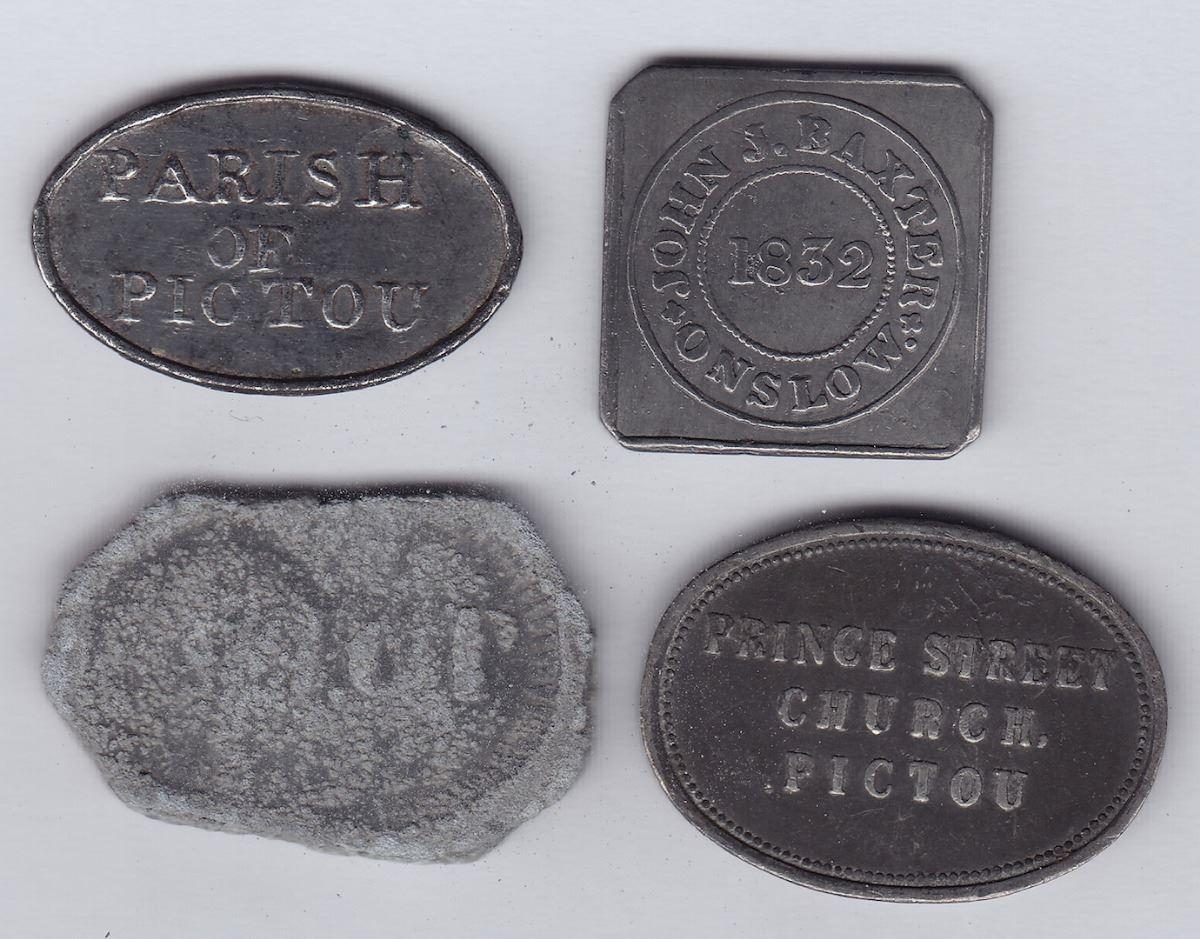 PARISH
OF
PICTOU
JOHN J. BAXTER
1832
ONSLOW.
PRINCE STREET
CHURCH,
PICTOU